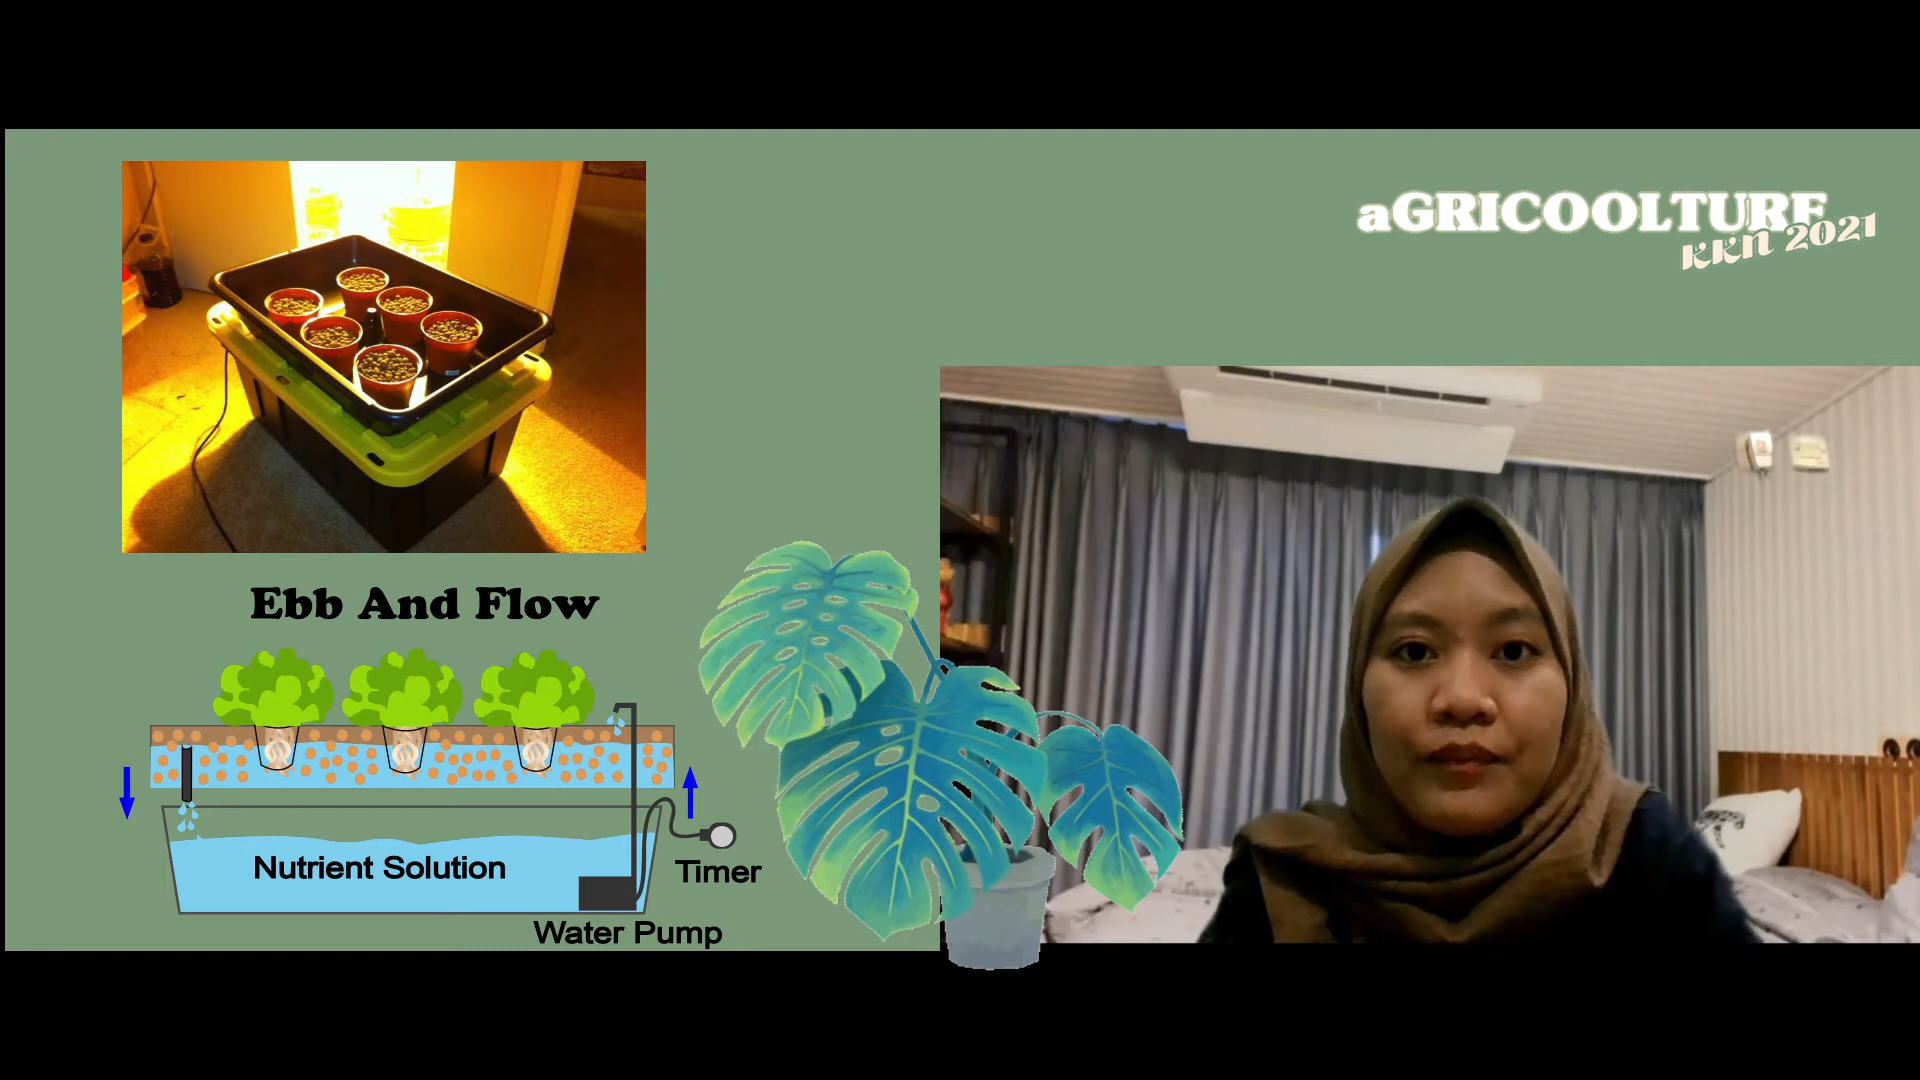 aGRICOOLTURE
KKN 2021
Ebb And Flow
Nutrient Solution
Timer
Water Pump